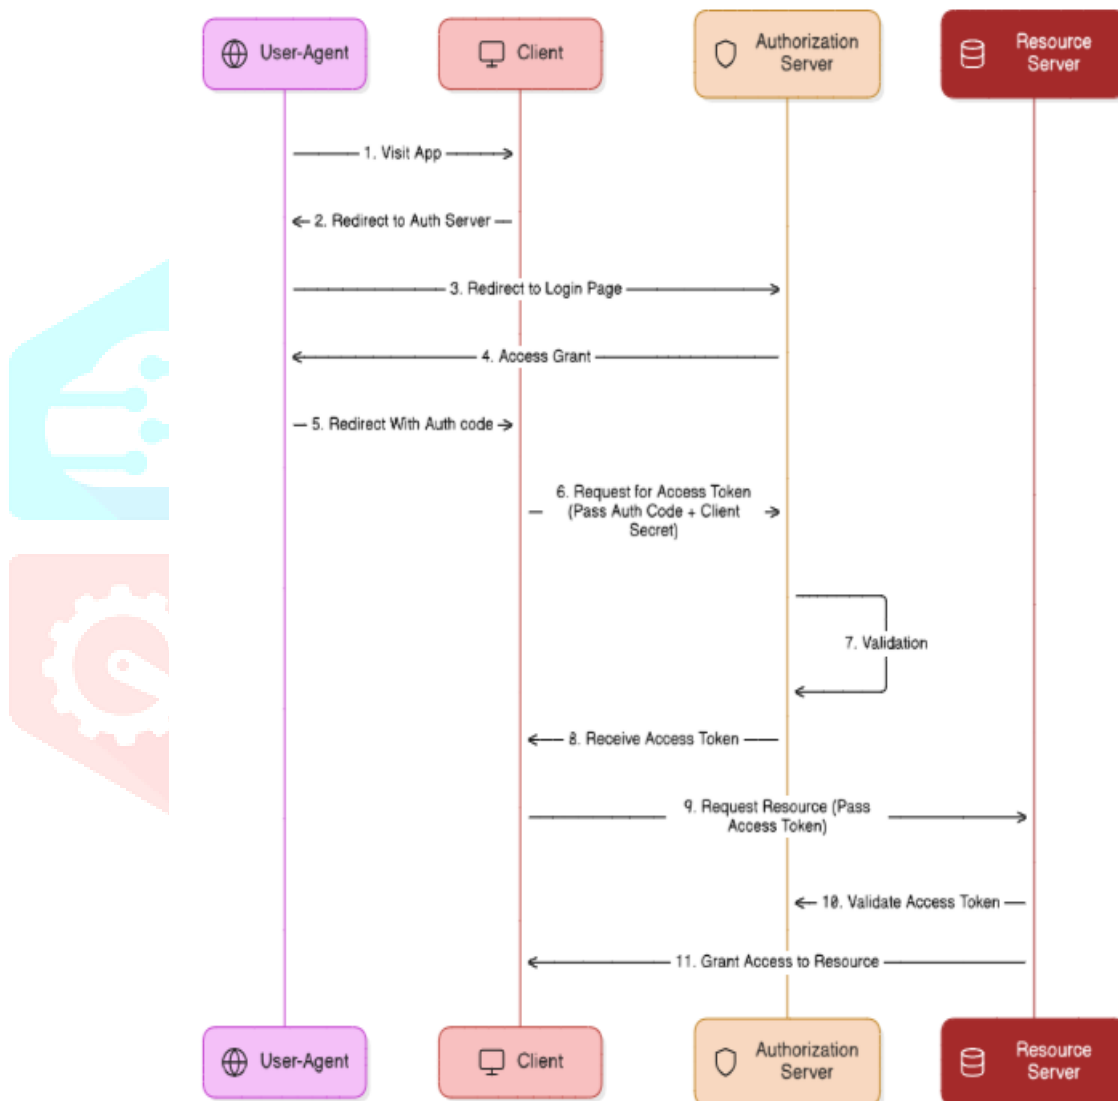 User-Agent
Client
Authorization
Server
Resource
Server
1. Visit App
2. Redirect to Auth Server
3. Redirect to Login Page
4. Access Grant
5. Redirect With Auth code
6. Request for Access Token
(Pass Auth Code + Client
Secret)
7. Validation
8. Receive Access Token
9. Request Resource (Pass
Access Token)
10. Validate Access Token
11. Grant Access to Resource
User-Agent
Client
Authorization
Server
Resource
Server